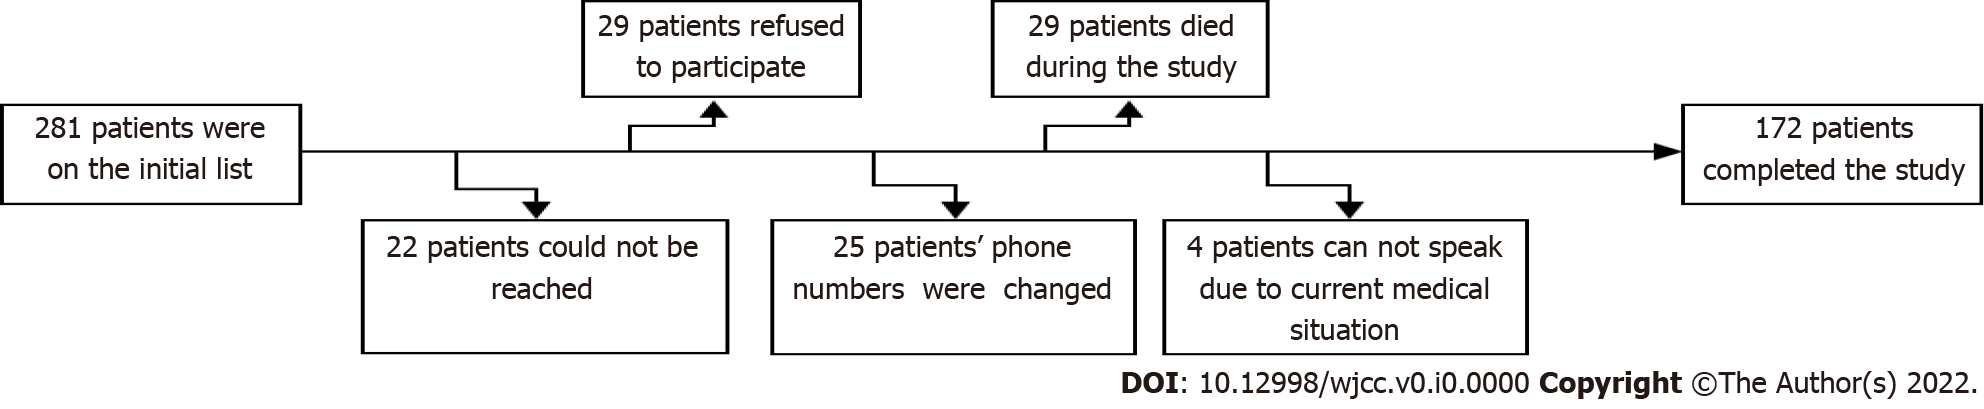 281 patients were
on the initial list
22 patients could not be
reached
29 patients refused
to participate
25 patients’ phone
numbers were changed
29 patients died
during the study
4 patients can not speak
due to current medical
situation
172 patients
completed the study
DOI: 10.12998/wjcc.v0.i0.0000 Copyright ©The Author(s) 2022.